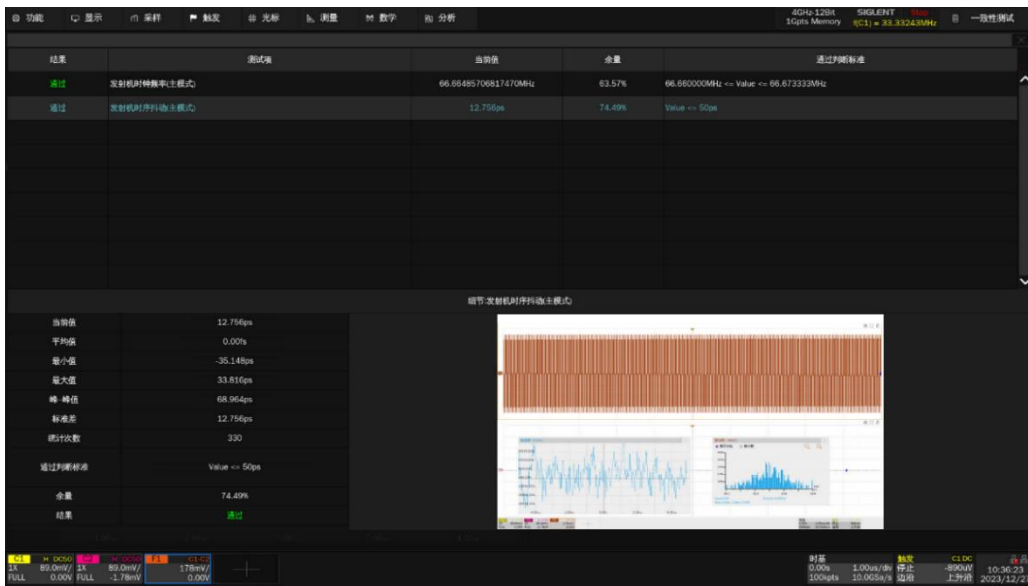 功能 显示 采样 触发 光标 测量 数学 分析 4GHz-12Bit SIGLENT Stop 一致性测试
1Gpts Memory f(C1) = 33.33243MHz
结果 测试项 当前值 余量 通过判断标准
通过 发射机时钟频率(主模式) 66.66485706817470MHz 63.57% 66.660000MHz <= Value <= 66.673333MHz
通过 发射机时序抖动(主模式) 12.756ps 74.49% Value <= 50ps
细节:发射机时序抖动(主模式)
当前值 12.756ps
平均值 0.00fs
最小值 -35.148ps
最大值 33.816ps
峰-峰值 68.964ps
标准差 12.756ps
统计次数 330
通过判断标准 Value <= 50ps
余量 74.49%
结果 通过
C1 H DC50 C2 H DC50 F1 C1-C2 时基 触发 C1 DC
1X 89.0mV/ 1X 89.0mV/ 178mV/ 0.00s 1.00us/div 停止 -890uV 10:36:23
FULL 0.00V FULL -1.78mV 0.00V 100kpts 10.0GSa/s 边沿 上升沿 2023/12/2